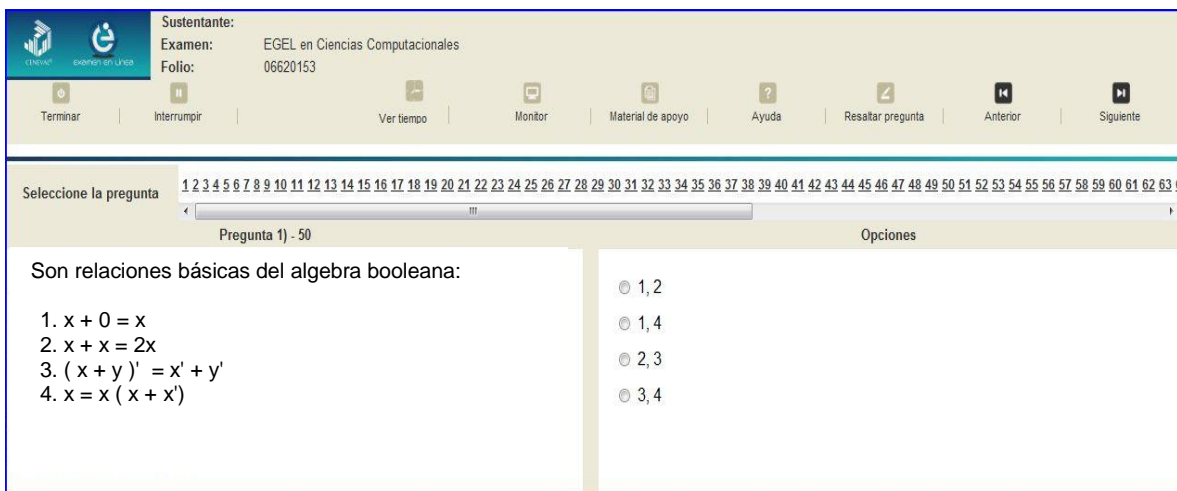 Sustentante:
Examen: EGEL en Ciencias Computacionales
Folio: 06620153
CENEVAL® examen en línea
Terminar Interrumpir Ver tiempo Monitor Material de apoyo Ayuda Resaltar pregunta Anterior Siguiente
Seleccione la pregunta 1 2 3 4 5 6 7 8 9 10 11 12 13 14 15 16 17 18 19 20 21 22 23 24 25 26 27 28 29 30 31 32 33 34 35 36 37 38 39 40 41 42 43 44 45 46 47 48 49 50 51 52 53 54 55 56 57 58 59 60 61 62 63
Pregunta 1) - 50
Opciones
Son relaciones básicas del algebra booleana:
1. x + 0 = x
2. x + x = 2x
3. ( x + y )' = x' + y'
4. x = x ( x + x')
1, 2
1, 4
2, 3
3, 4